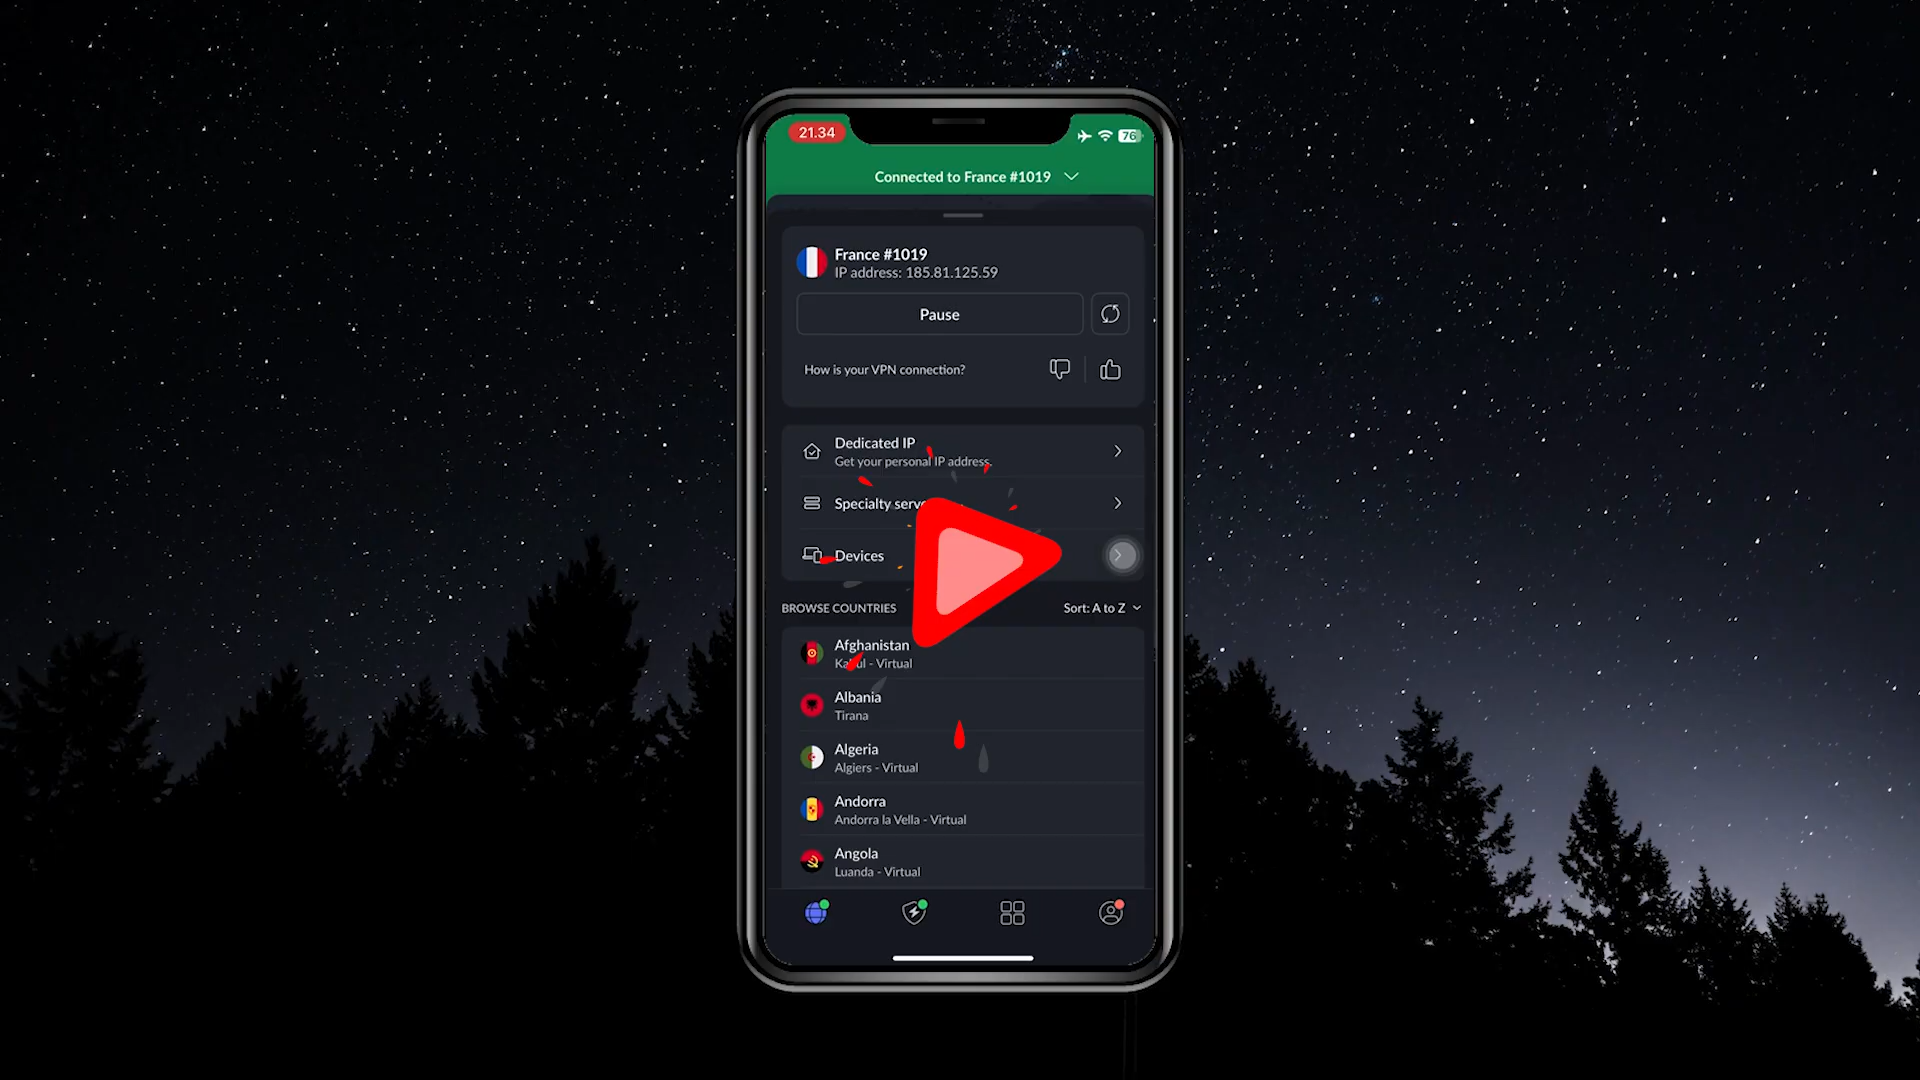 21.34
76
Connected to France #1019
France #1019
IP address: 185.81.125.59
Pause
How is your VPN connection?
Dedicated IP
Get your personal IP address.
Specialty
Devices
BROWSE COUNTRIES
Sort: A to Z
Afghanistan
Kabul - Virtual
Albania
Tirana
Algeria
Algiers - Virtual
Andorra
Andorra la Vella - Virtual
Angola
Luanda - Virtual